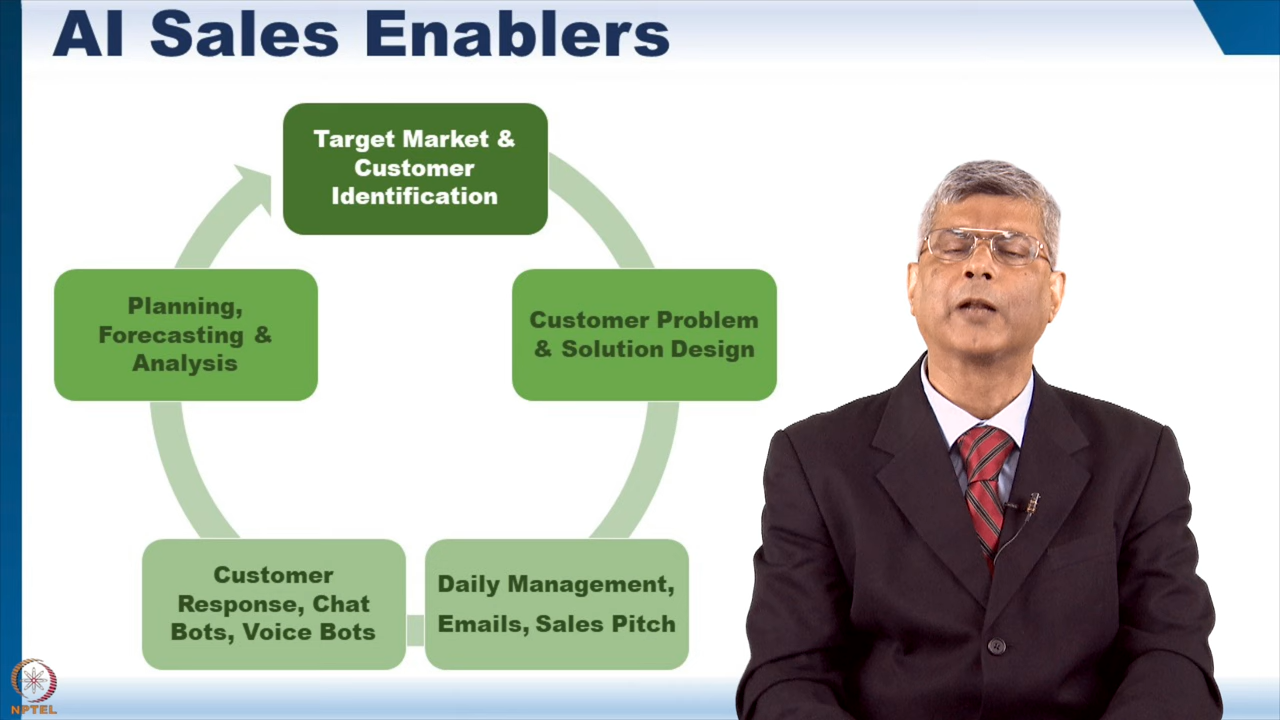 AI Sales Enablers
Target Market &
Customer
Identification
Customer Problem
& Solution Design
Daily Management,
Emails, Sales Pitch
Customer
Response, Chat
Bots, Voice Bots
Planning,
Forecasting &
Analysis
NPTEL